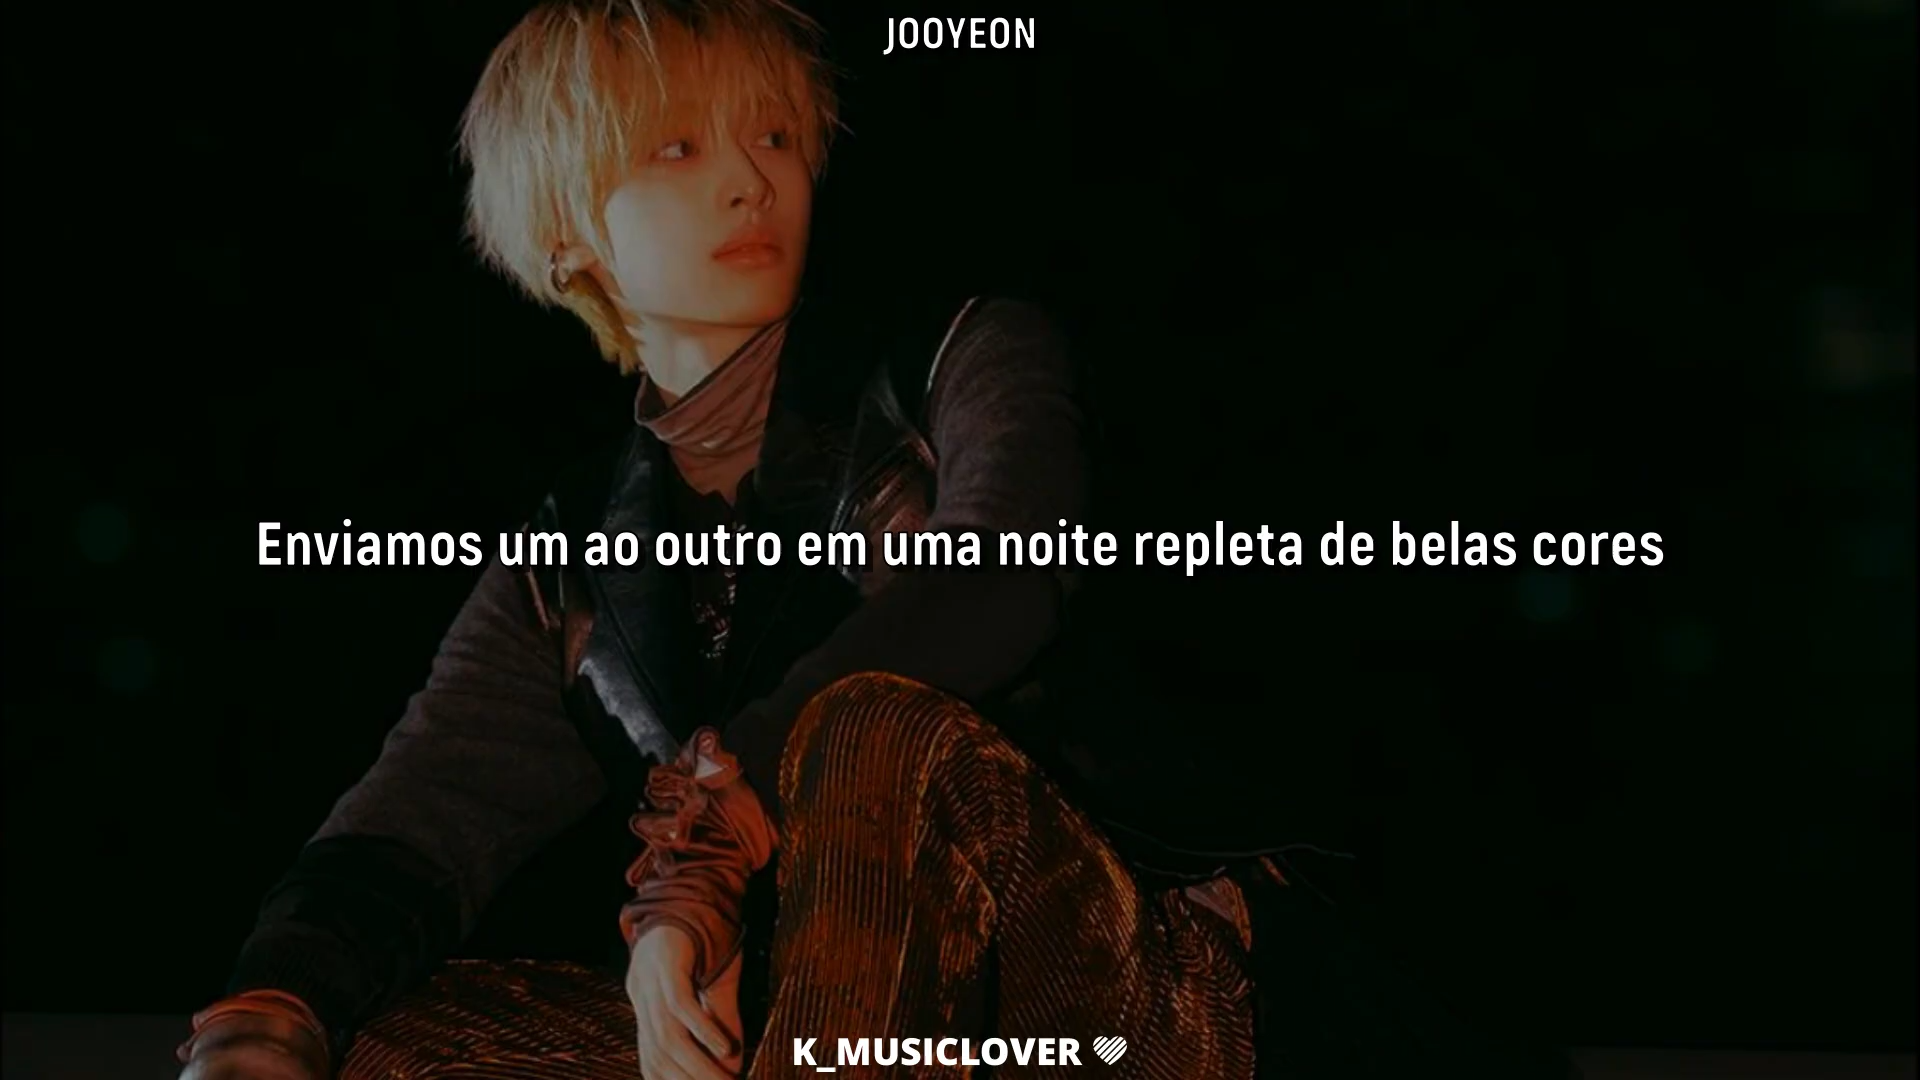 JOOYEON
Enviamos um ao outro em uma noite repleta de belas cores
K_MUSICLOVER